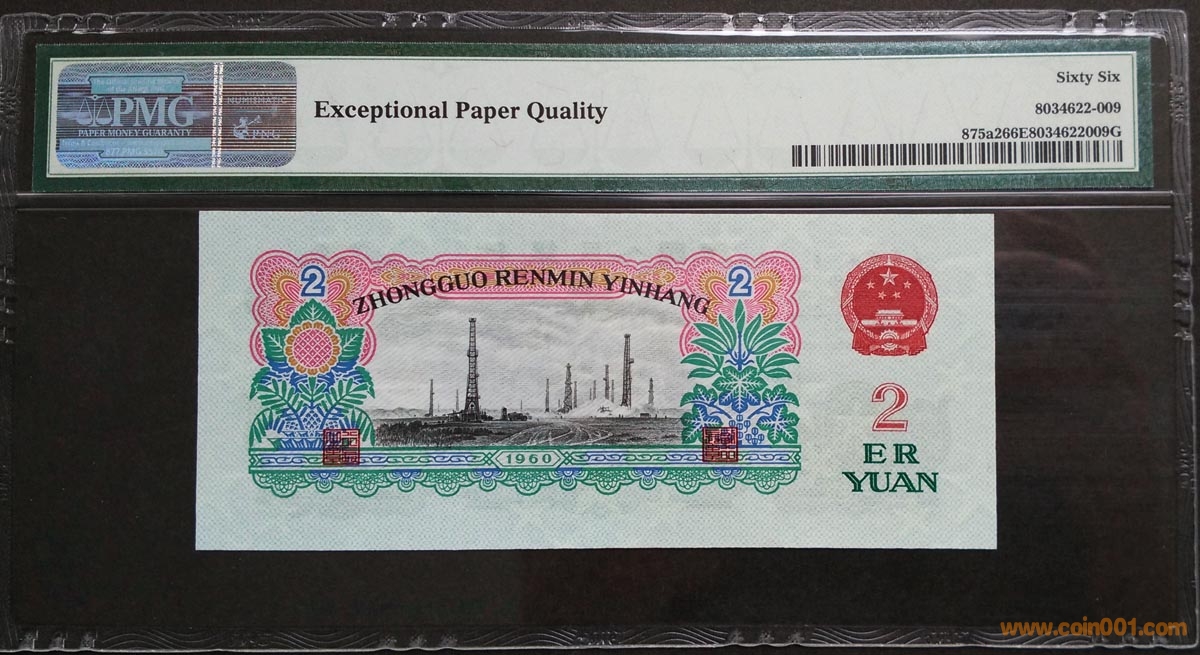 PMG
PAPER MONEY GUARANTY
PNG
Exceptional Paper Quality
Sixty Six
8034622-009
875a266E8034622009G
2
2
ZHONGGUO RENMIN YINHANG
1960
2
ER
YUAN
www.coin001.com